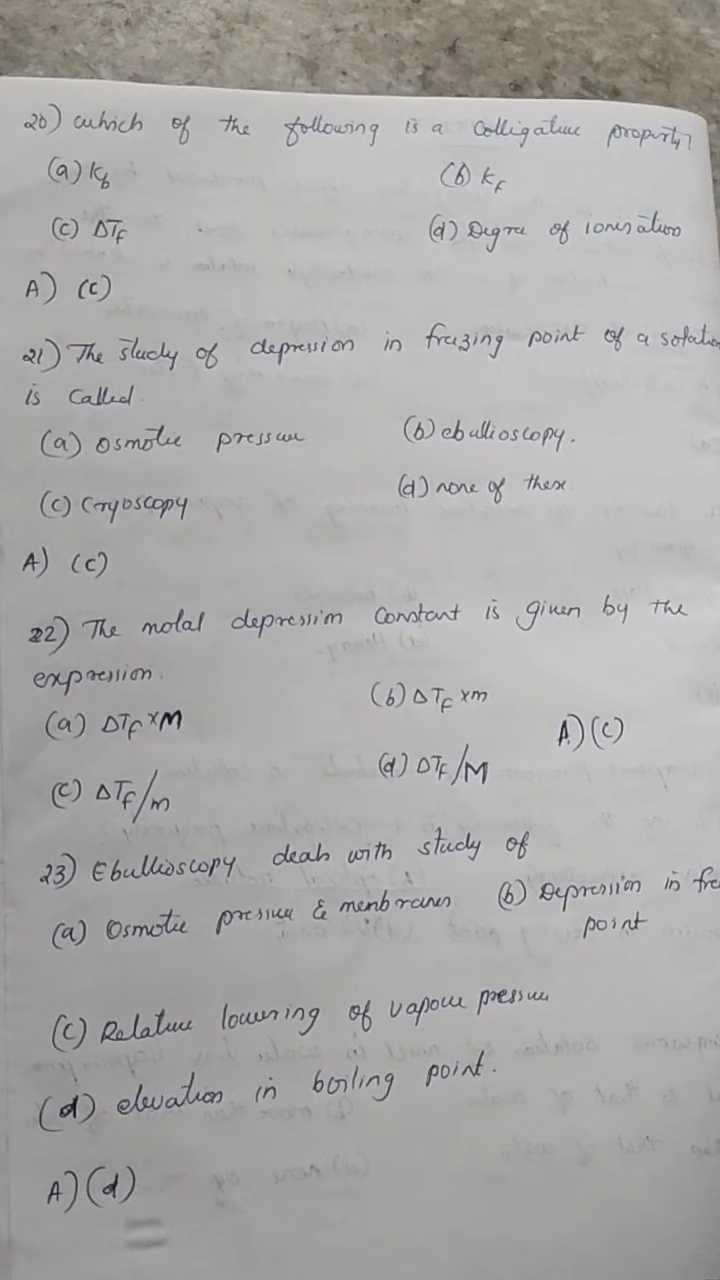 20) which of the following is a Colligative property?
(a) Kb (b) Kf
(c) ΔTf (d) Degree of ionisation
A) (c)
21) The study of depression in freezing point of a solution
is called.
(a) osmotic pressure (b) ebullioscopy.
(c) Cryoscopy (d) none of these.
A) (c)
22) The molal depression Constant is given by the
expression.
(a) ΔTf × M (b) ΔTf × m
(c) ΔTf/m (d) ΔTf/M A) (c)
23) Ebullioscopy deals with study of
(a) Osmotic pressure & membranes (b) Depression in
point
(c) Relative lowering of vapour pressure
(d) elevation in boiling point.
A) (d)